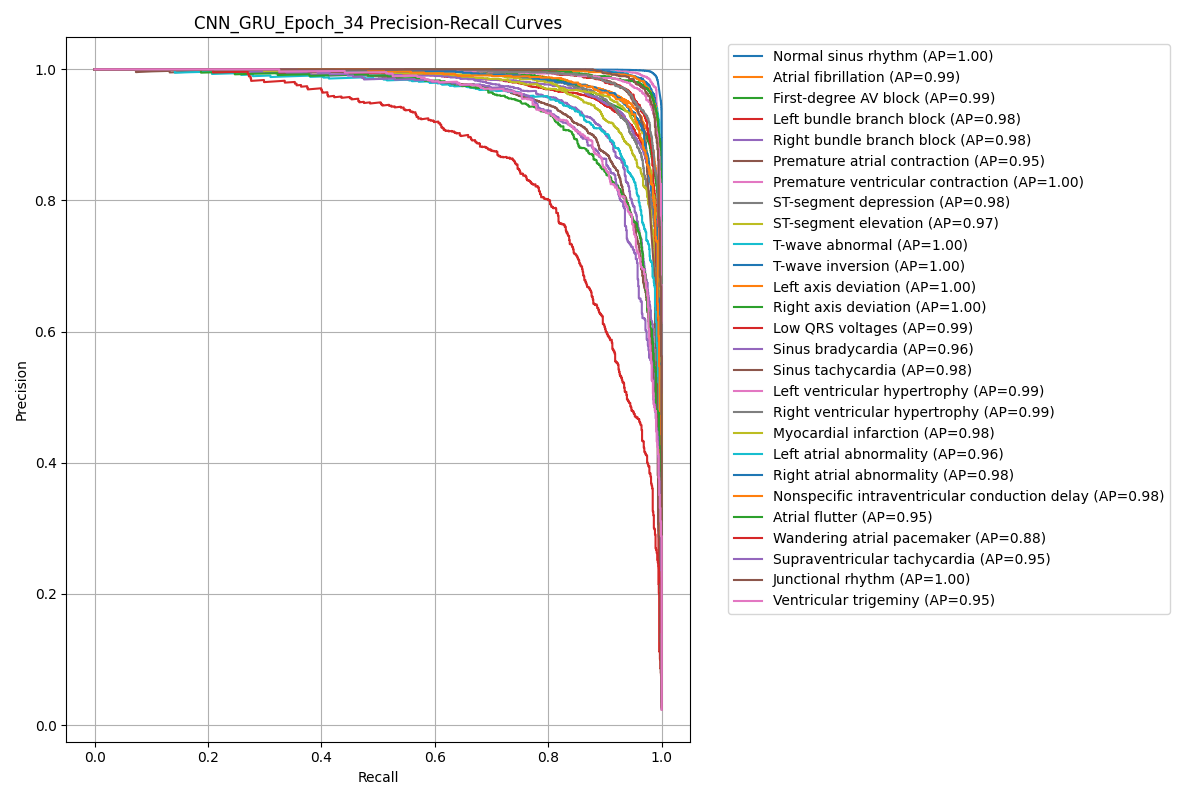 CNN_GRU_Epoch_34 Precision-Recall Curves
Precision
1.0
0.8
0.6
0.4
0.2
0.0
0.0 0.2 0.4 0.6 0.8 1.0
Recall
Normal sinus rhythm (AP=1.00)
Atrial fibrillation (AP=0.99)
First-degree AV block (AP=0.99)
Left bundle branch block (AP=0.98)
Right bundle branch block (AP=0.98)
Premature atrial contraction (AP=0.95)
Premature ventricular contraction (AP=1.00)
ST-segment depression (AP=0.98)
ST-segment elevation (AP=0.97)
T-wave abnormal (AP=1.00)
T-wave inversion (AP=1.00)
Left axis deviation (AP=1.00)
Right axis deviation (AP=1.00)
Low QRS voltages (AP=0.99)
Sinus bradycardia (AP=0.96)
Sinus tachycardia (AP=0.98)
Left ventricular hypertrophy (AP=0.99)
Right ventricular hypertrophy (AP=0.99)
Myocardial infarction (AP=0.98)
Left atrial abnormality (AP=0.96)
Right atrial abnormality (AP=0.98)
Nonspecific intraventricular conduction delay (AP=0.98)
Atrial flutter (AP=0.95)
Wandering atrial pacemaker (AP=0.88)
Supraventricular tachycardia (AP=0.95)
Junctional rhythm (AP=1.00)
Ventricular trigeminy (AP=0.95)